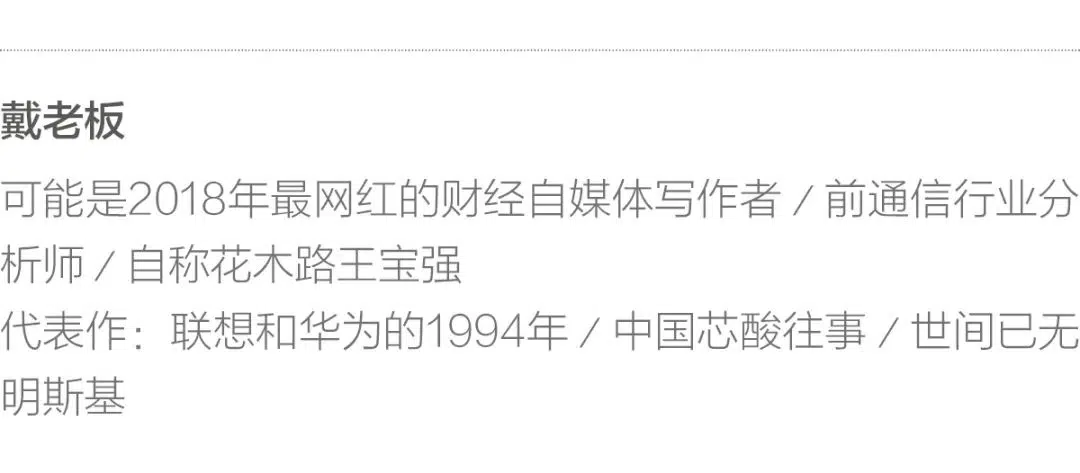 戴老板
可能是2018年最网红的财经自媒体写作者 / 前通信行业分
析师 / 自称花木路王宝强
代表作：联想和华为的1994年 / 中国芯酸往事 / 世间已无
明斯基